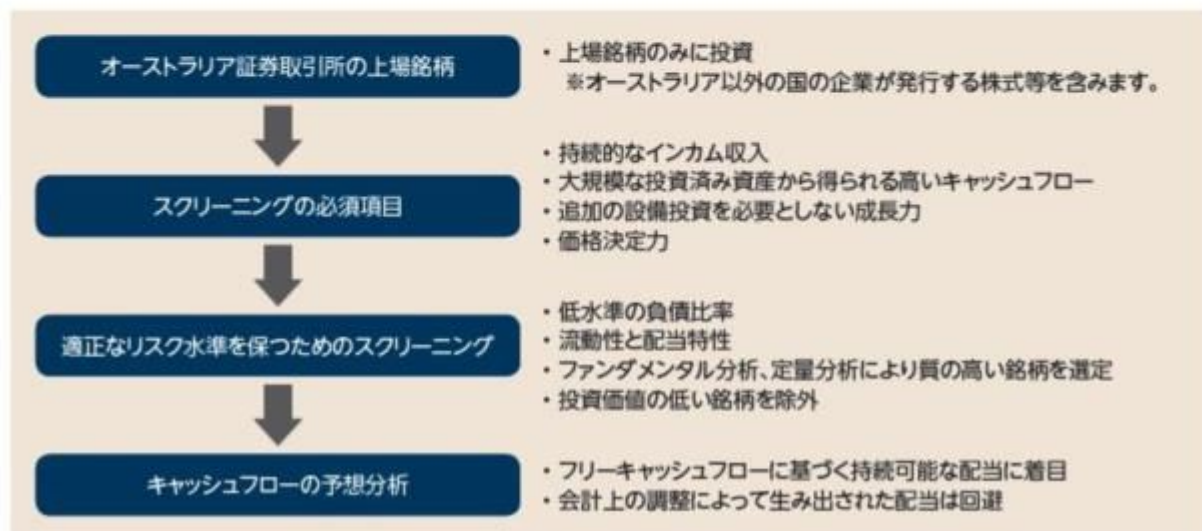 オーストラリア証券取引所の上場銘柄
・上場銘柄のみに投資
※オーストラリア以外の国の企業が発行する株式等を含みます。
スクリーニングの必須項目
・持続的なインカム収入
・大規模な投資済み資産から得られる高いキャッシュフロー
・追加の設備投資を必要としない成長力
・価格決定力
適正なリスク水準を保つためのスクリーニング
・低水準の負債比率
・流動性と配当特性
・ファンダメンタル分析、定量分析により質の高い銘柄を選定
・投資価値の低い銘柄を除外
キャッシュフローの予想分析
・フリーキャッシュフローに基づく持続可能な配当に着目
・会計上の調整によって生み出された配当は回避